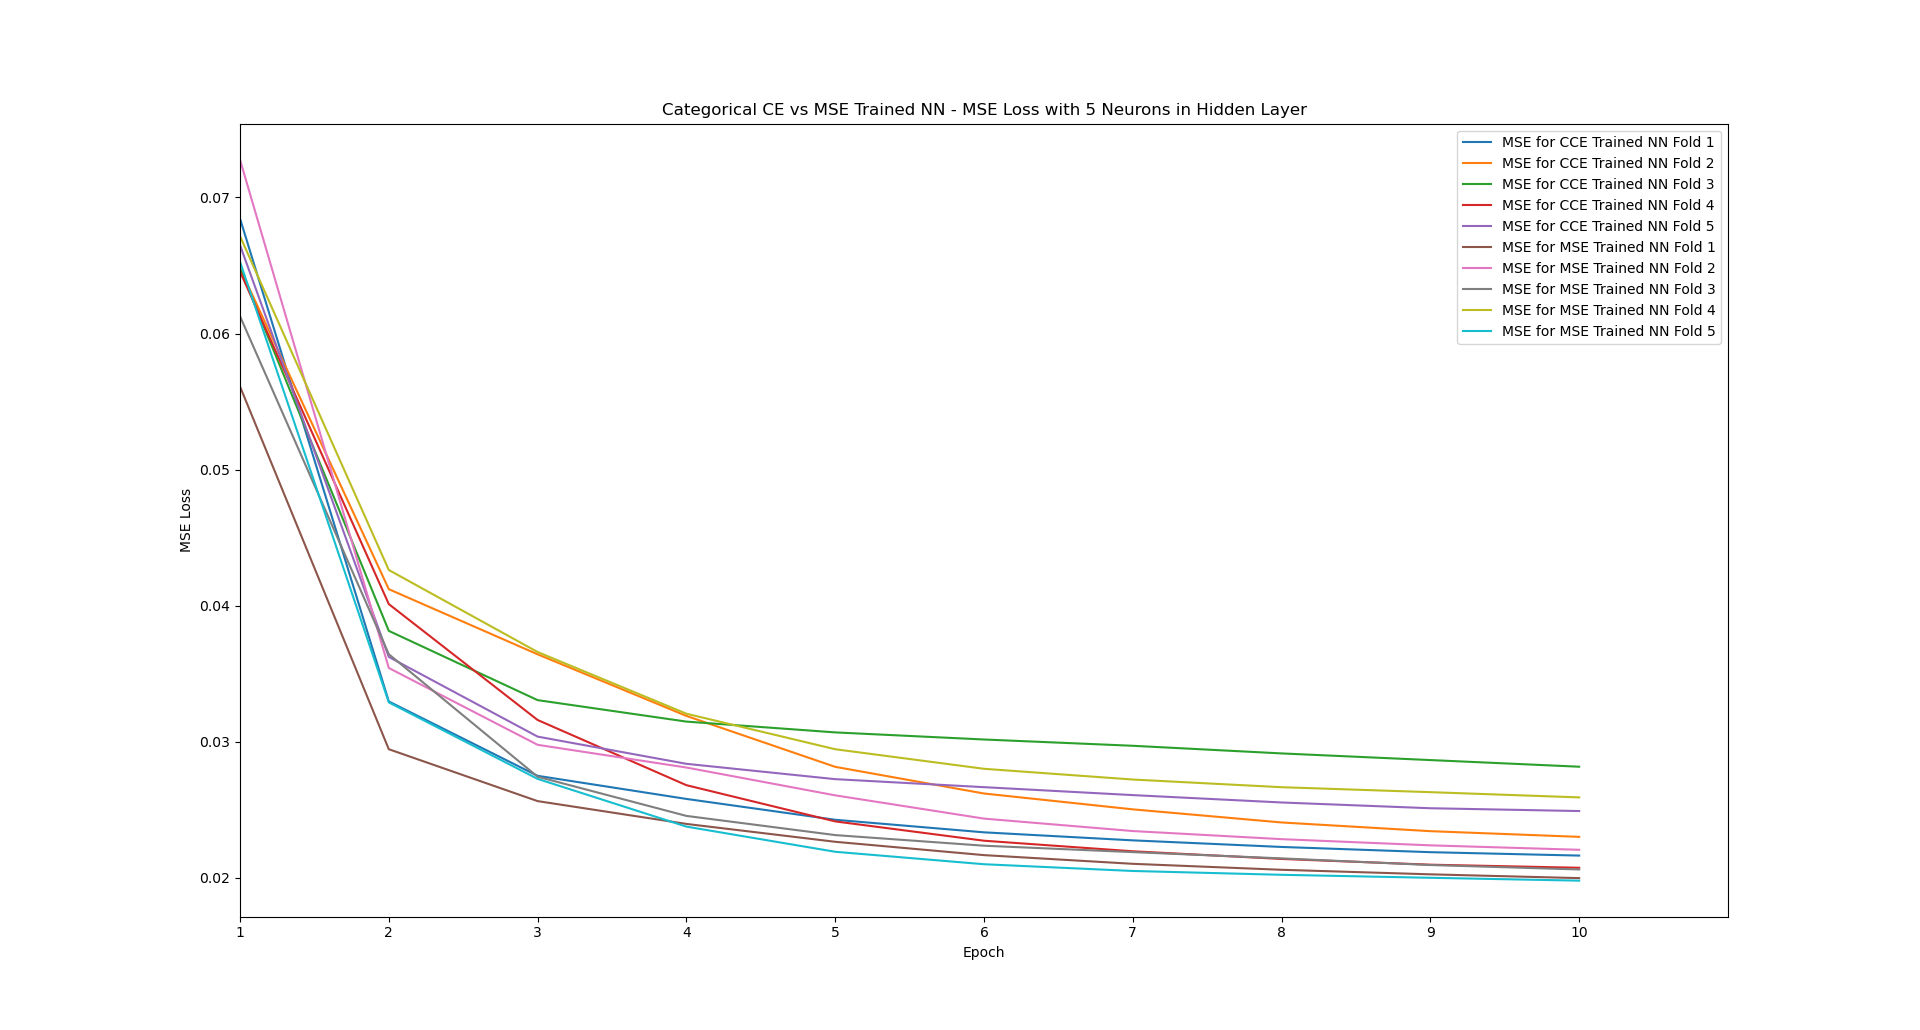 Categorical CE vs MSE Trained NN - MSE Loss with 5 Neurons in Hidden Layer
MSE for CCE Trained NN Fold 1
MSE for CCE Trained NN Fold 2
MSE for CCE Trained NN Fold 3
MSE for CCE Trained NN Fold 4
MSE for CCE Trained NN Fold 5
MSE for MSE Trained NN Fold 1
MSE for MSE Trained NN Fold 2
MSE for MSE Trained NN Fold 3
MSE for MSE Trained NN Fold 4
MSE for MSE Trained NN Fold 5
0.07
0.06
0.05
0.04
0.03
0.02
MSE Loss
1 2 3 4 5 6 7 8 9 10
Epoch